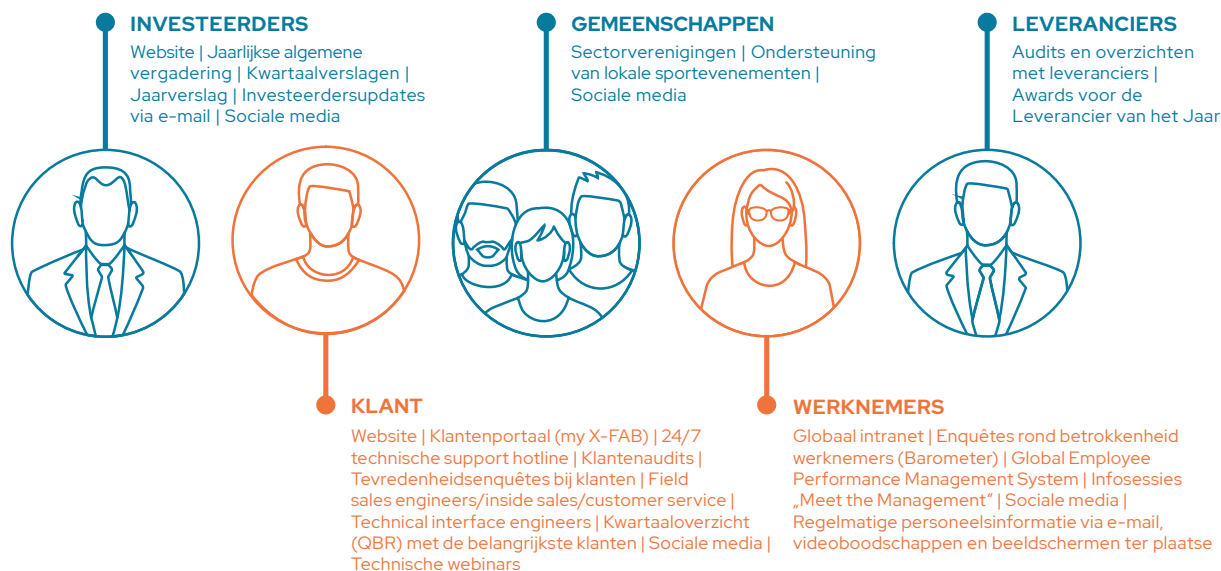 INVESTEERDERS
Website | Jaarlijkse algemene
vergadering | Kwartaalverslagen |
Jaarverslag | Investeerdersupdates
via e-mail | Sociale media
GEMEENSCHAPPEN
Sectorverenigingen | Ondersteuning
van lokale sportevenementen |
Sociale media
LEVERANCIERS
Audits en overzichten
met leveranciers |
Awards voor de
Leverancier van het Jaar
KLANT
Website | Klantenportaal (my X-FAB) | 24/7
technische support hotline | Klantenaudits |
Tevredenheidsenquêtes bij klanten | Field
sales engineers/inside sales/customer service |
Technical interface engineers | Kwartaaloverzicht
(QBR) met de belangrijkste klanten | Sociale media |
Technische webinars
WERKNEMERS
Globaal intranet | Enquêtes rond betrokkenheid
werknemers (Barometer) | Global Employee
Performance Management System | Infosessies
„Meet the Management“ | Sociale media |
Regelmatige personeelsinformatie via e-mail,
videoboodschappen en beeldschermen ter plaatse